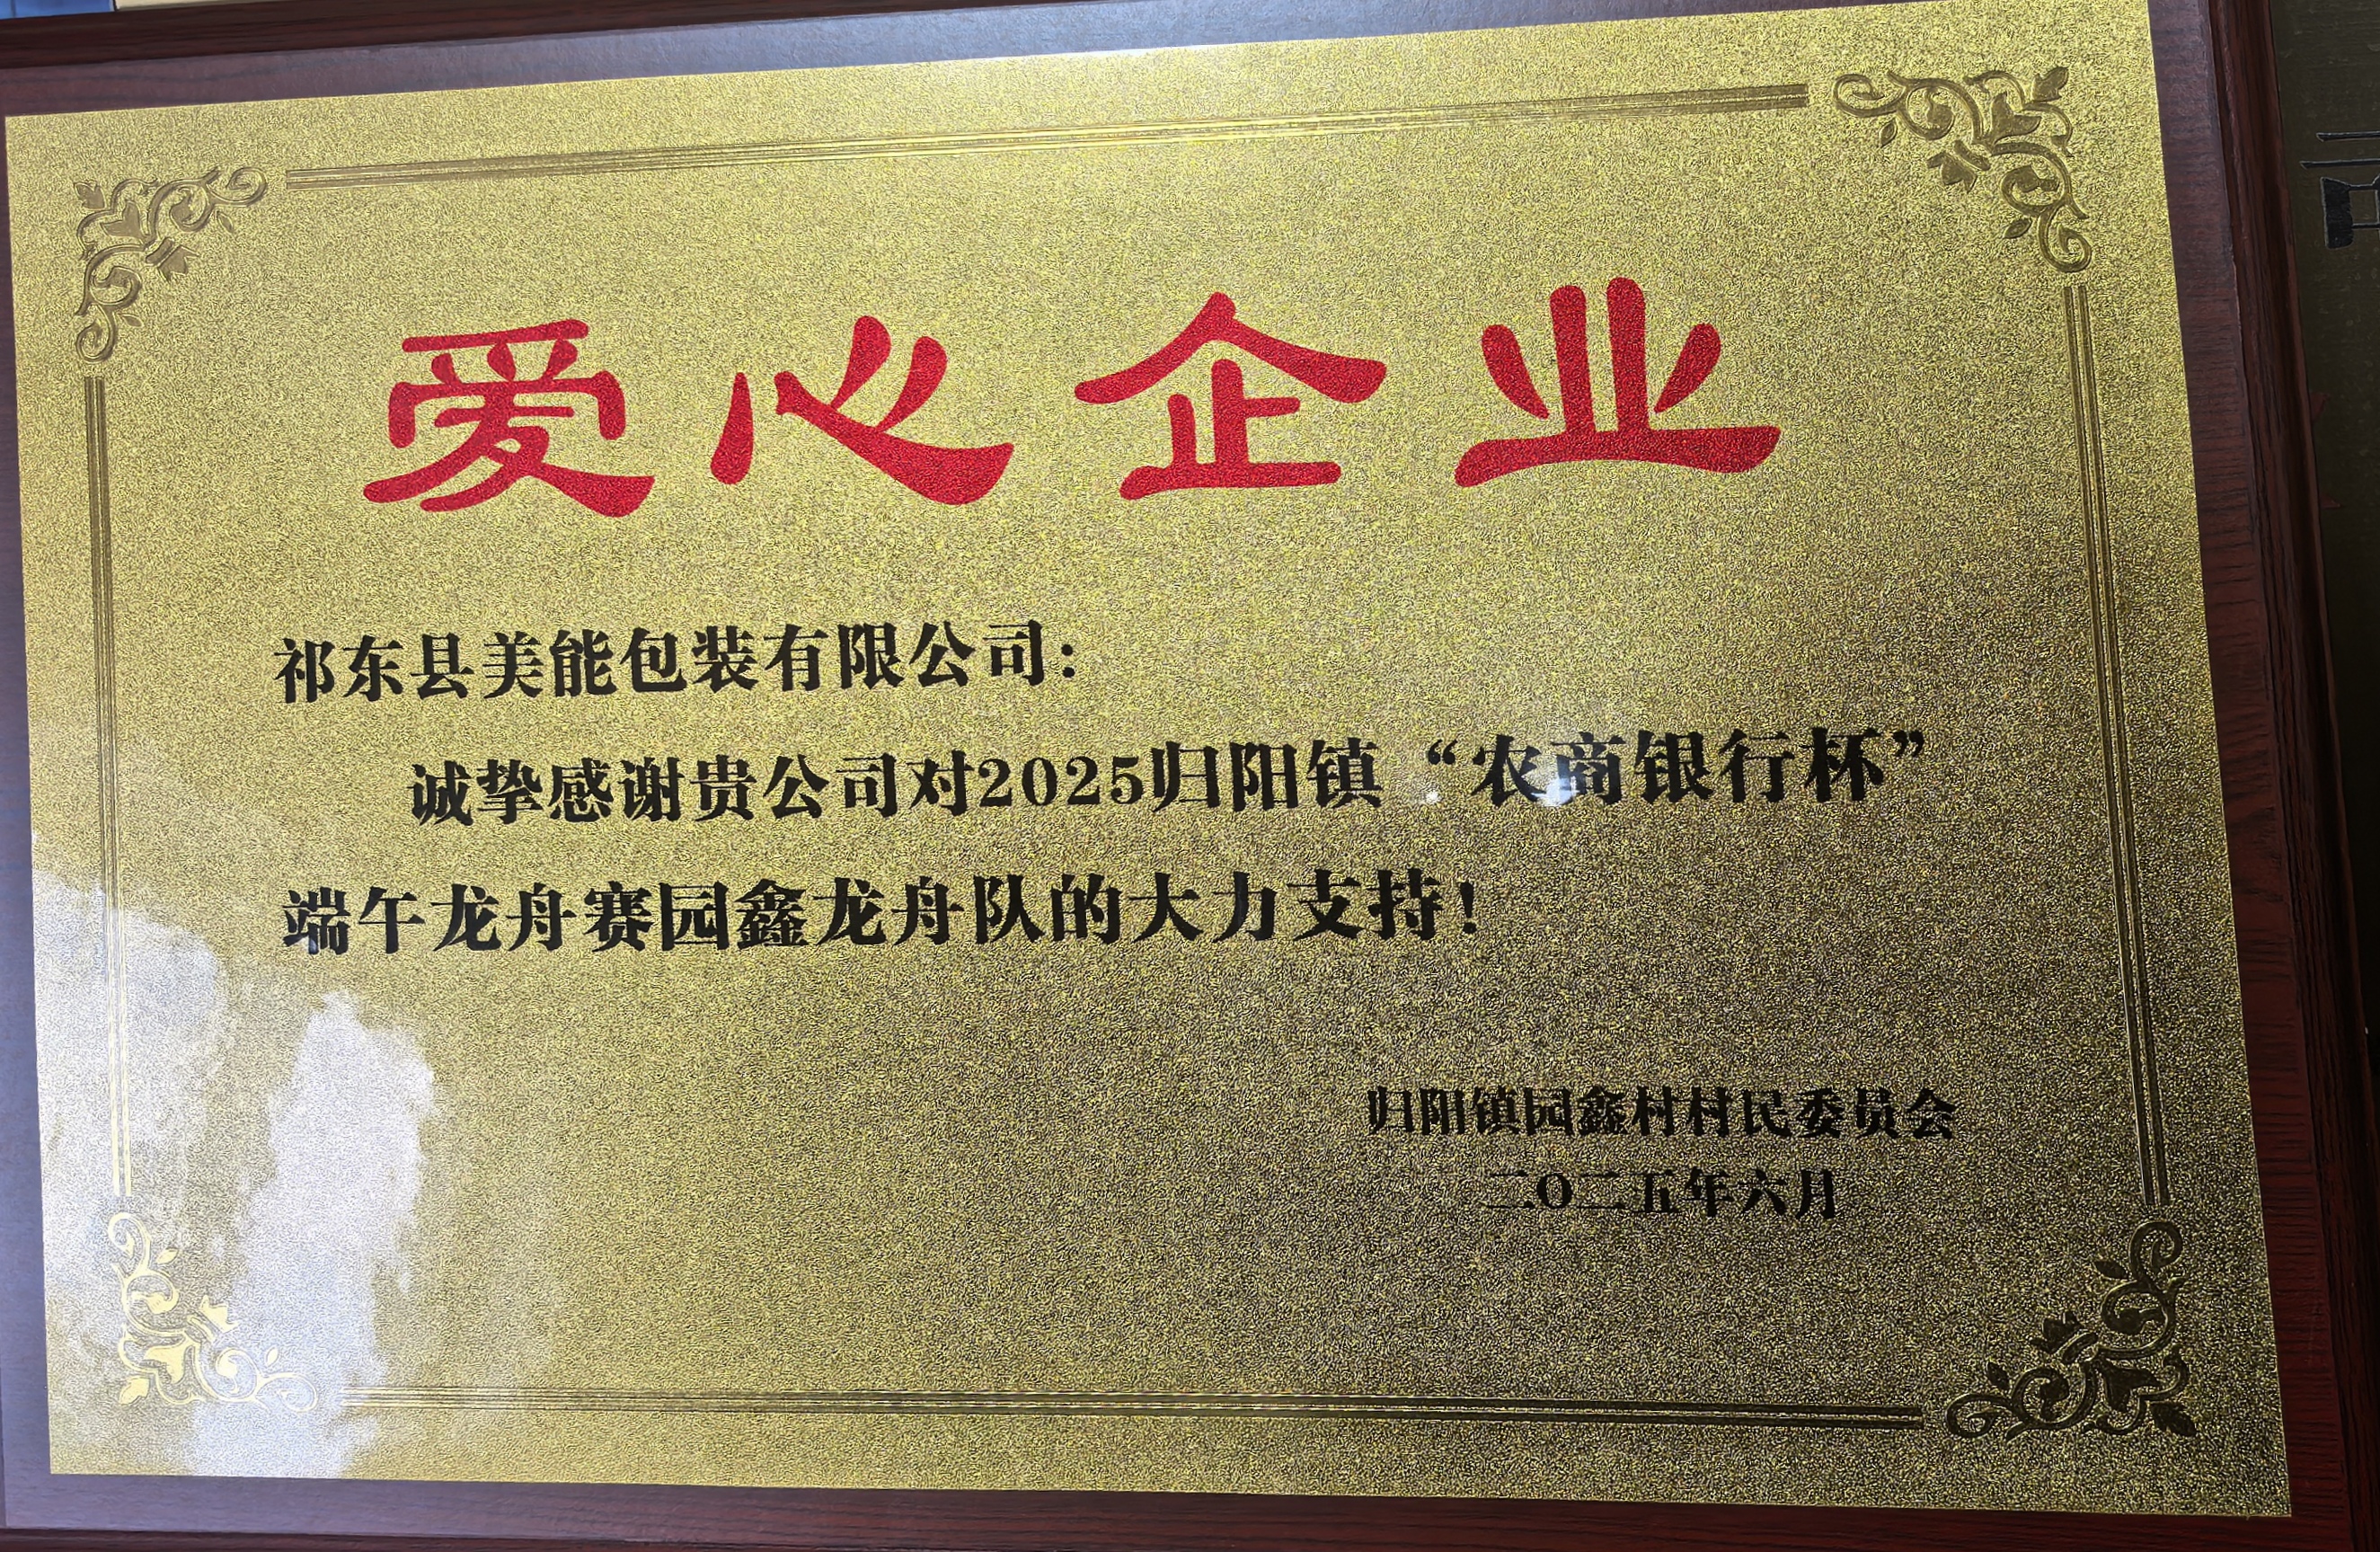 爱心企业
祁东县美能包装有限公司：
诚挚感谢贵公司对2025归阳镇“农商银行杯”
端午龙舟赛园鑫龙舟队的大力支持！
归阳镇园鑫村村民委员会
二〇二五年六月